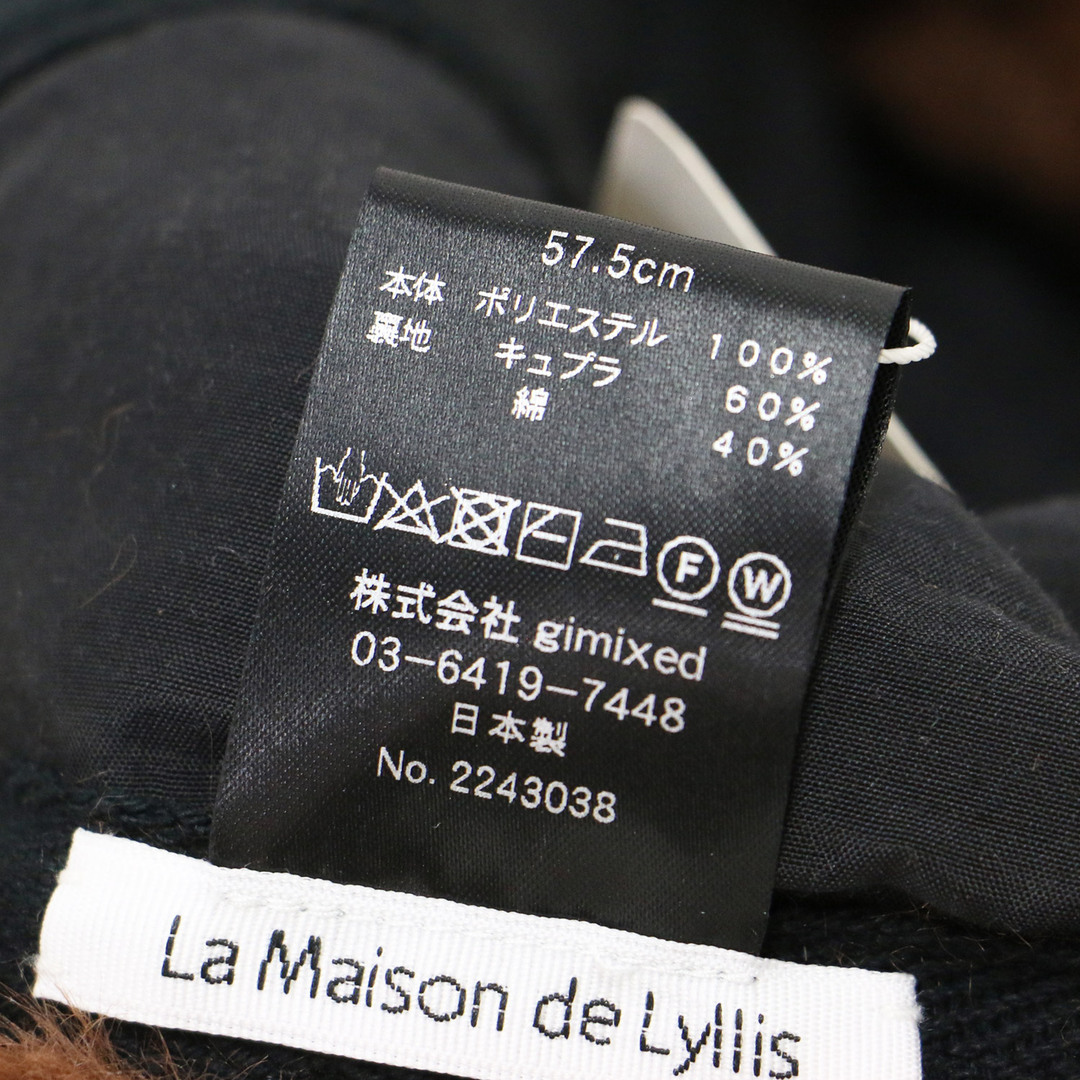 57.5cm
本体 ポリエステル 100%
裏地 キュプラ 60%
綿 40%
F W
株式会社 gimixed
03-6419-7448
日本製
No. 2243038
La Maison de Lyllis